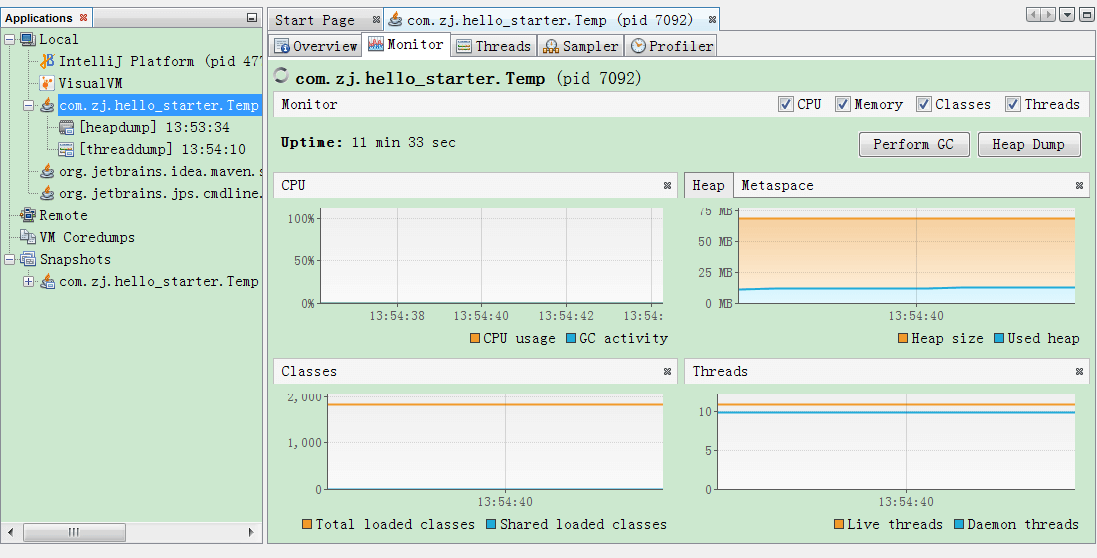 Applications
Start Page
com.zj.hello_starter.Temp (pid 7092)
Local
IntelliJ Platform (pid 477
VisualVM
com.zj.hello_starter.Temp
[heapdump] 13:53:34
[threaddump] 13:54:10
org.jetbrains.idea.maven.s
org.jetbrains.jps.cmdline.
Remote
VM Coredumps
Snapshots
com.zj.hello_starter.Temp
Overview Monitor Threads Sampler Profiler
com.zj.hello_starter.Temp (pid 7092)
Monitor
CPU Memory Classes Threads
Uptime: 11 min 33 sec
Perform GC Heap Dump
CPU
100%
50%
0%
13:54:38 13:54:40 13:54:42 13:54:
CPU usage GC activity
Heap Metaspace
75 MB
50 MB
25 MB
0 MB
13:54:40
Heap size Used heap
Classes
2,000
1,000
0
13:54:40
Total loaded classes Shared loaded classes
Threads
10
5
0
13:54:40
Live threads Daemon threads